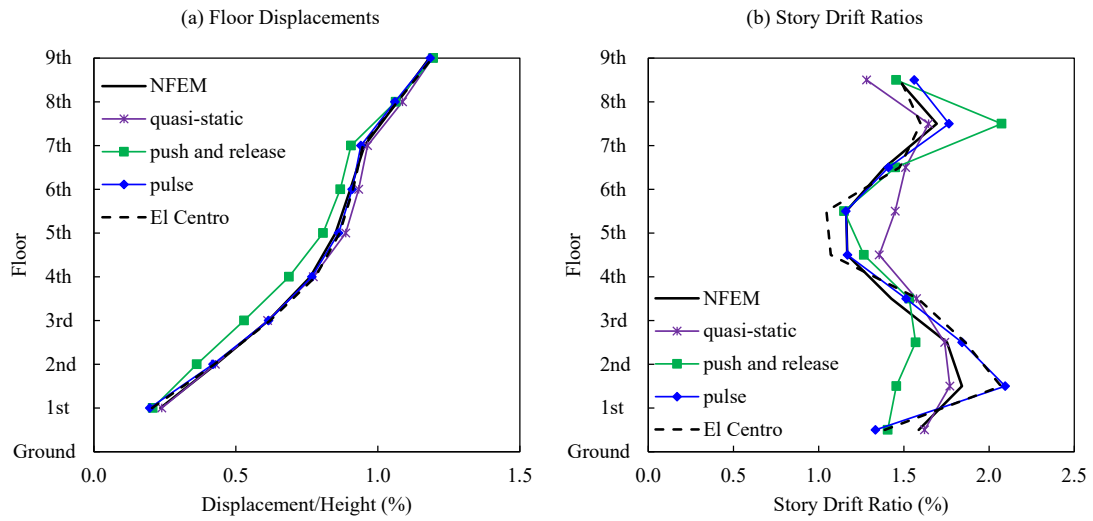 (a) Floor Displacements
9th
8th
7th
6th
5th
4th
3rd
2nd
1st
Ground
Floor
NFEM
quasi-static
push and release
pulse
El Centro
0.0 0.5 1.0 1.5
Displacement/Height (%)
(b) Story Drift Ratios
9th
8th
7th
6th
5th
4th
3rd
2nd
1st
Ground
Floor
NFEM
quasi-static
push and release
pulse
El Centro
0.0 0.5 1.0 1.5 2.0 2.5
Story Drift Ratio (%)